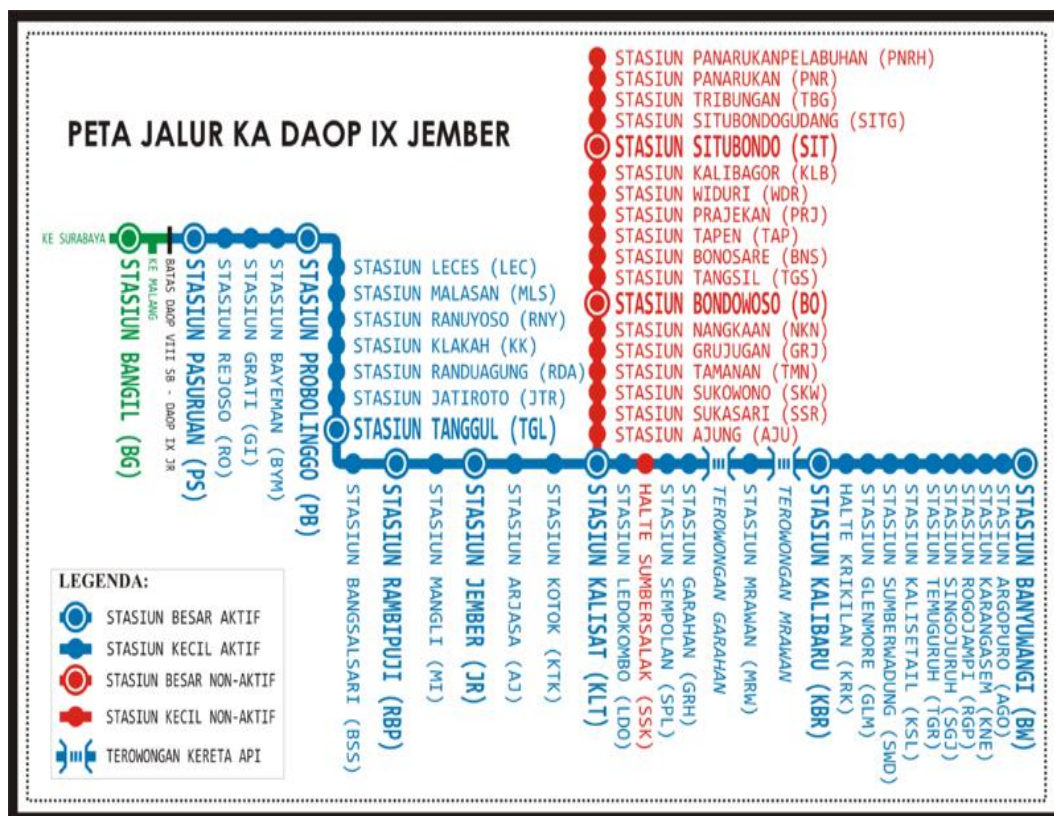 PETA JALUR KA DAOP IX JEMBER
KE SURABAYA
STASIUN BANGIL (BG)
KE MALANG
BATAS DAOP VIII SB - DAOP IX JR
STASIUN PASURUAN (PS)
STASIUN REJOSO (RO)
STASIUN GRATI (GI)
STASIUN BAYEMAN (BYM)
STASIUN PROBOLINGGO (PB)
STASIUN LECES (LEC)
STASIUN MALASAN (MLS)
STASIUN RANUYOSO (RNY)
STASIUN KLAKAH (KK)
STASIUN RANDUAGUNG (RDA)
STASIUN JATIROTO (JTR)
STASIUN TANGGUL (TGL)
STASIUN PANARUKANPELABUHAN (PNRH)
STASIUN PANARUKAN (PNR)
STASIUN TRIBUNGAN (TBG)
STASIUN SITUBONDOGUDANG (SITG)
STASIUN SITUBONDO (SIT)
STASIUN KALIBAGOR (KLB)
STASIUN WIDURI (WDR)
STASIUN PRAJEKAN (PRJ)
STASIUN TAPEN (TAP)
STASIUN BONOSARE (BNS)
STASIUN TANGSIL (TGS)
STASIUN BONDOWOSO (BO)
STASIUN NANGKAAN (NKN)
STASIUN GRUJUGAN (GRJ)
STASIUN TAMANAN (TMN)
STASIUN SUKOWONO (SKW)
STASIUN SUKASARI (SSR)
STASIUN AJUNG (AJU)
STASIUN BANGSALSARI (BSS)
STASIUN RAMBIPUJI (RBP)
STASIUN MANGLI (MI)
STASIUN JEMBER (JR)
STASIUN ARJASA (AJ)
STASIUN KOTOK (KTK)
STASIUN KALISAT (KLT)
STASIUN LEDOKOMBO (LDO)
HALTE SUMBERSALAK (SSK)
STASIUN SEMPOLAN (SPL)
STASIUN GARAHAN (GRH)
TEROWONGAN GARAHAN
STASIUN MRAWAN (MRW)
TEROWONGAN MRAWAN
STASIUN KALIBARU (KBR)
HALTE KRIKILAN (KRK)
STASIUN GLENMORE (GLM)
STASIUN SUMBERWADUNG (SWD)
STASIUN KALISETAIL (KSL)
STASIUN TEMUGURUH (TGR)
STASIUN SINGOJURUH (SGJ)
STASIUN ROGOJAMPI (RGP)
STASIUN KARANGASEM (KNE)
STASIUN ARGOPURO (AGO)
STASIUN BANYUWANGI (BW)
LEGENDA:
STASIUN BESAR AKTIF
STASIUN KECIL AKTIF
STASIUN BESAR NON-AKTIF
STASIUN KECIL NON-AKTIF
TEROWONGAN KERETA API